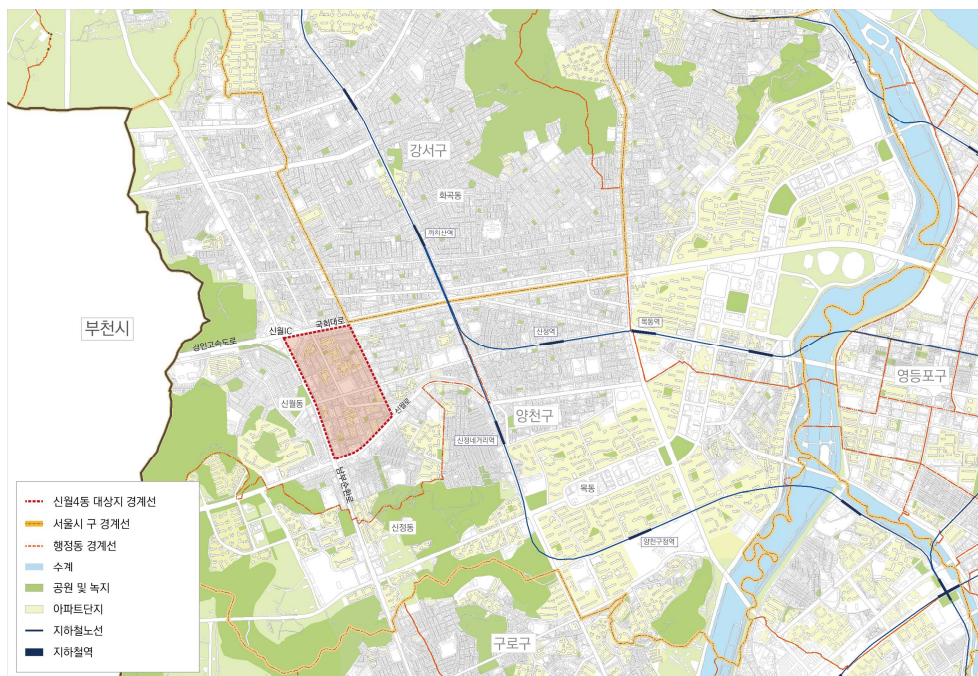 강서구
화곡동
까치산역
부천시
신월IC
국회대로
경인고속도로
신정역
목동역
영등포구
신월동
신월로
양천구
신정네거리역
남부순환로
목동
신정동
양천구청역
구로구
신월4동 대상지 경계선
서울시 구 경계선
행정동 경계선
수계
공원 및 녹지
아파트단지
지하철노선
지하철역